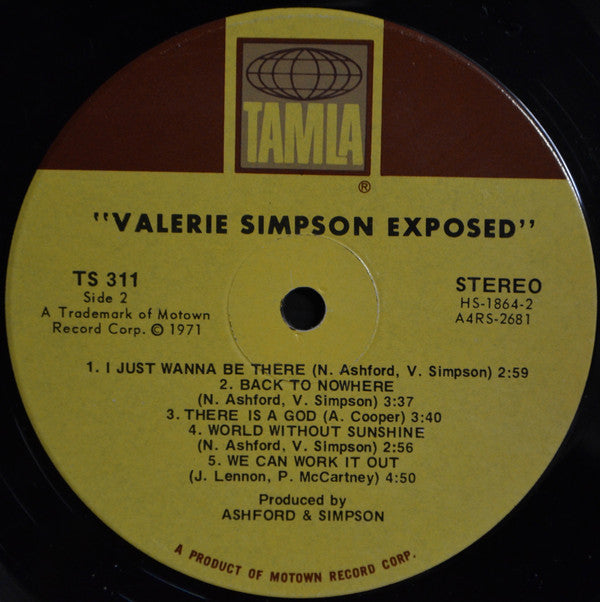 TAMLA
®
"VALERIE SIMPSON EXPOSED"
TS 311
Side 2
A Trademark of Motown
Record Corp. © 1971
STEREO
HS-1864-2
A4RS-2681
1. I JUST WANNA BE THERE (N. Ashford, V. Simpson) 2:59
2. BACK TO NOWHERE
(N. Ashford, V. Simpson) 3:37
3. THERE IS A GOD (A. Cooper) 3:40
4. WORLD WITHOUT SUNSHINE
(N. Ashford, V. Simpson) 2:56
5. WE CAN WORK IT OUT
(J. Lennon, P. McCartney) 4:50
Produced by
ASHFORD & SIMPSON
A PRODUCT OF MOTOWN RECORD CORP.